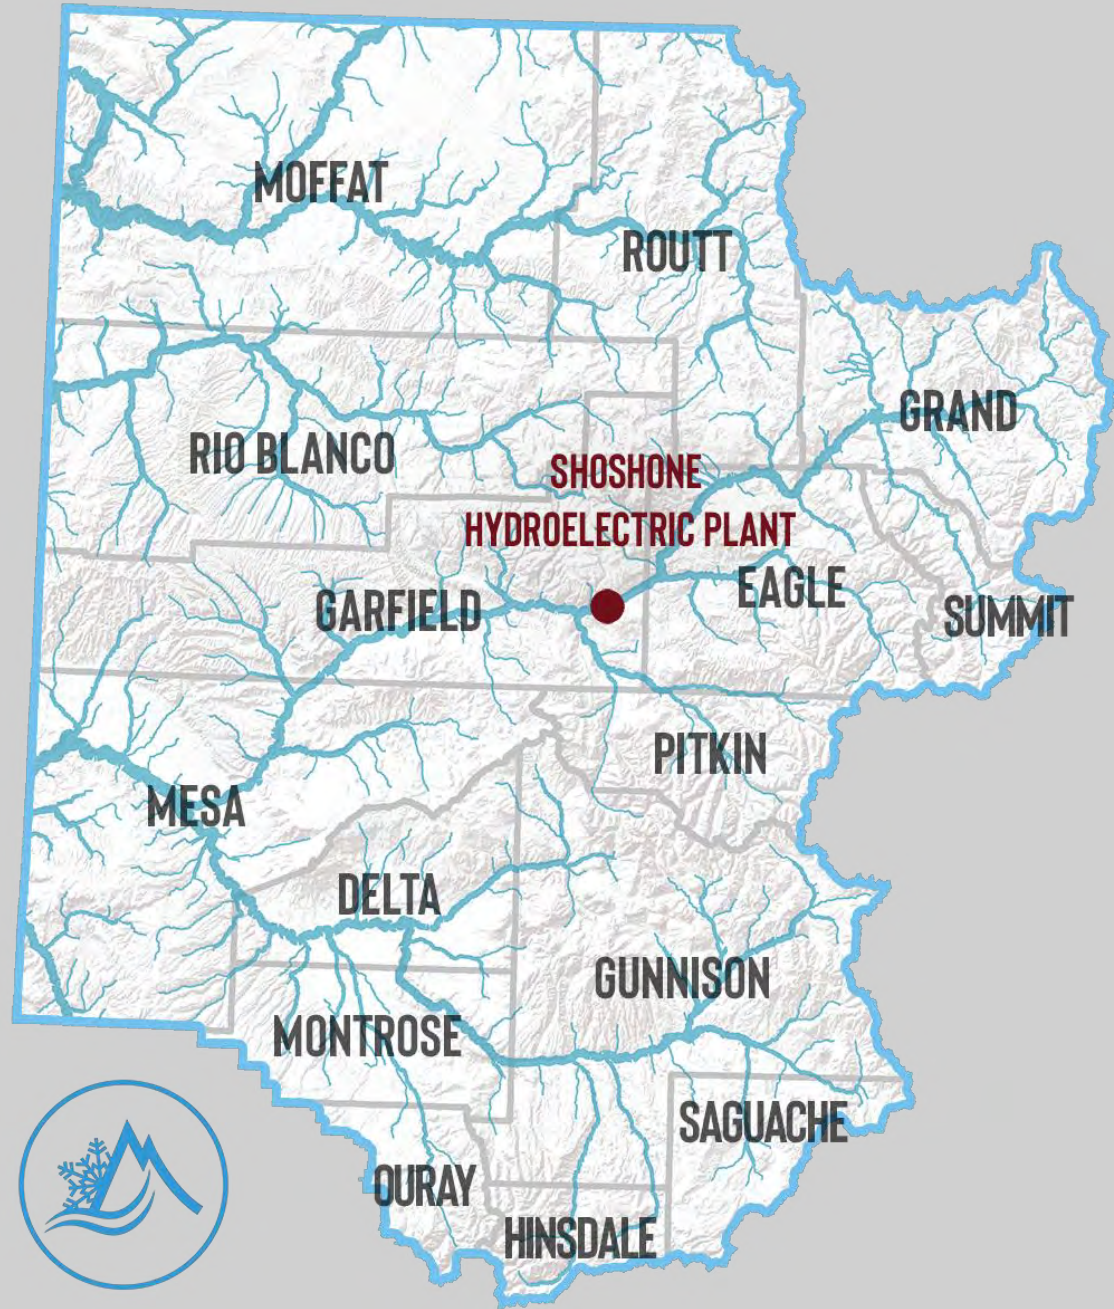 MOFFAT
ROUTT
GRAND
RIO BLANCO
SHOSHONE
HYDROELECTRIC PLANT
EAGLE
GARFIELD
SUMMIT
PITKIN
MESA
DELTA
GUNNISON
MONTROSE
SAGUACHE
OURAY
HINSDALE